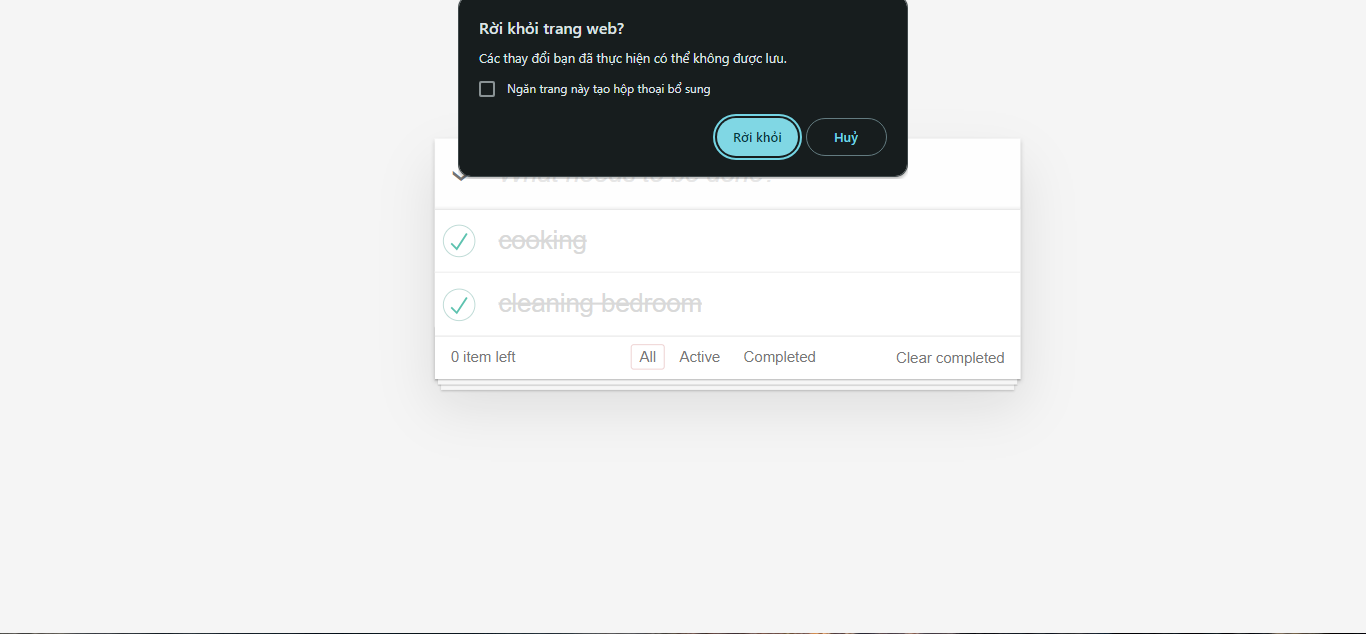 Rời khỏi trang web?
Các thay đổi bạn đã thực hiện có thể không được lưu.
Ngăn trang này tạo hộp thoại bổ sung
Rời khỏi Huỷ
What needs to be done?
cooking
cleaning bedroom
0 item left All Active Completed Clear completed